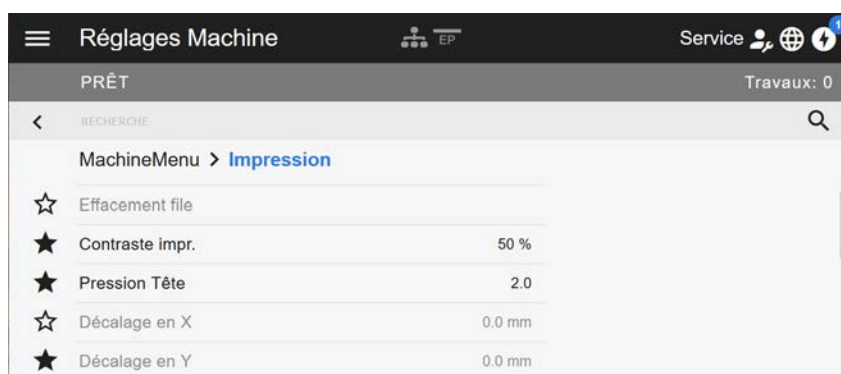 Réglages Machine EP Service 1
PRÊT Travaux: 0
RECHERCHE
MachineMenu > Impression
Effacement file
Contraste impr. 50 %
Pression Tête 2.0
Décalage en X 0.0 mm
Décalage en Y 0.0 mm